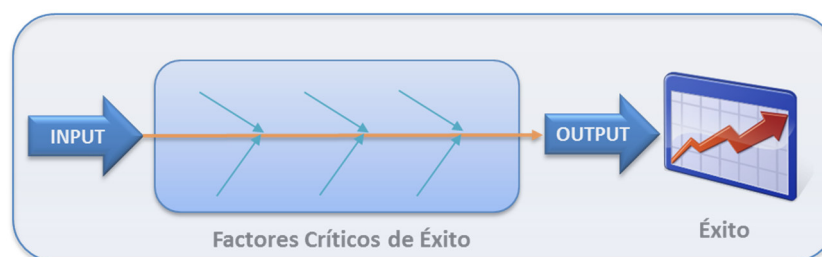 INPUT
OUTPUT
Factores Críticos de Éxito
Éxito